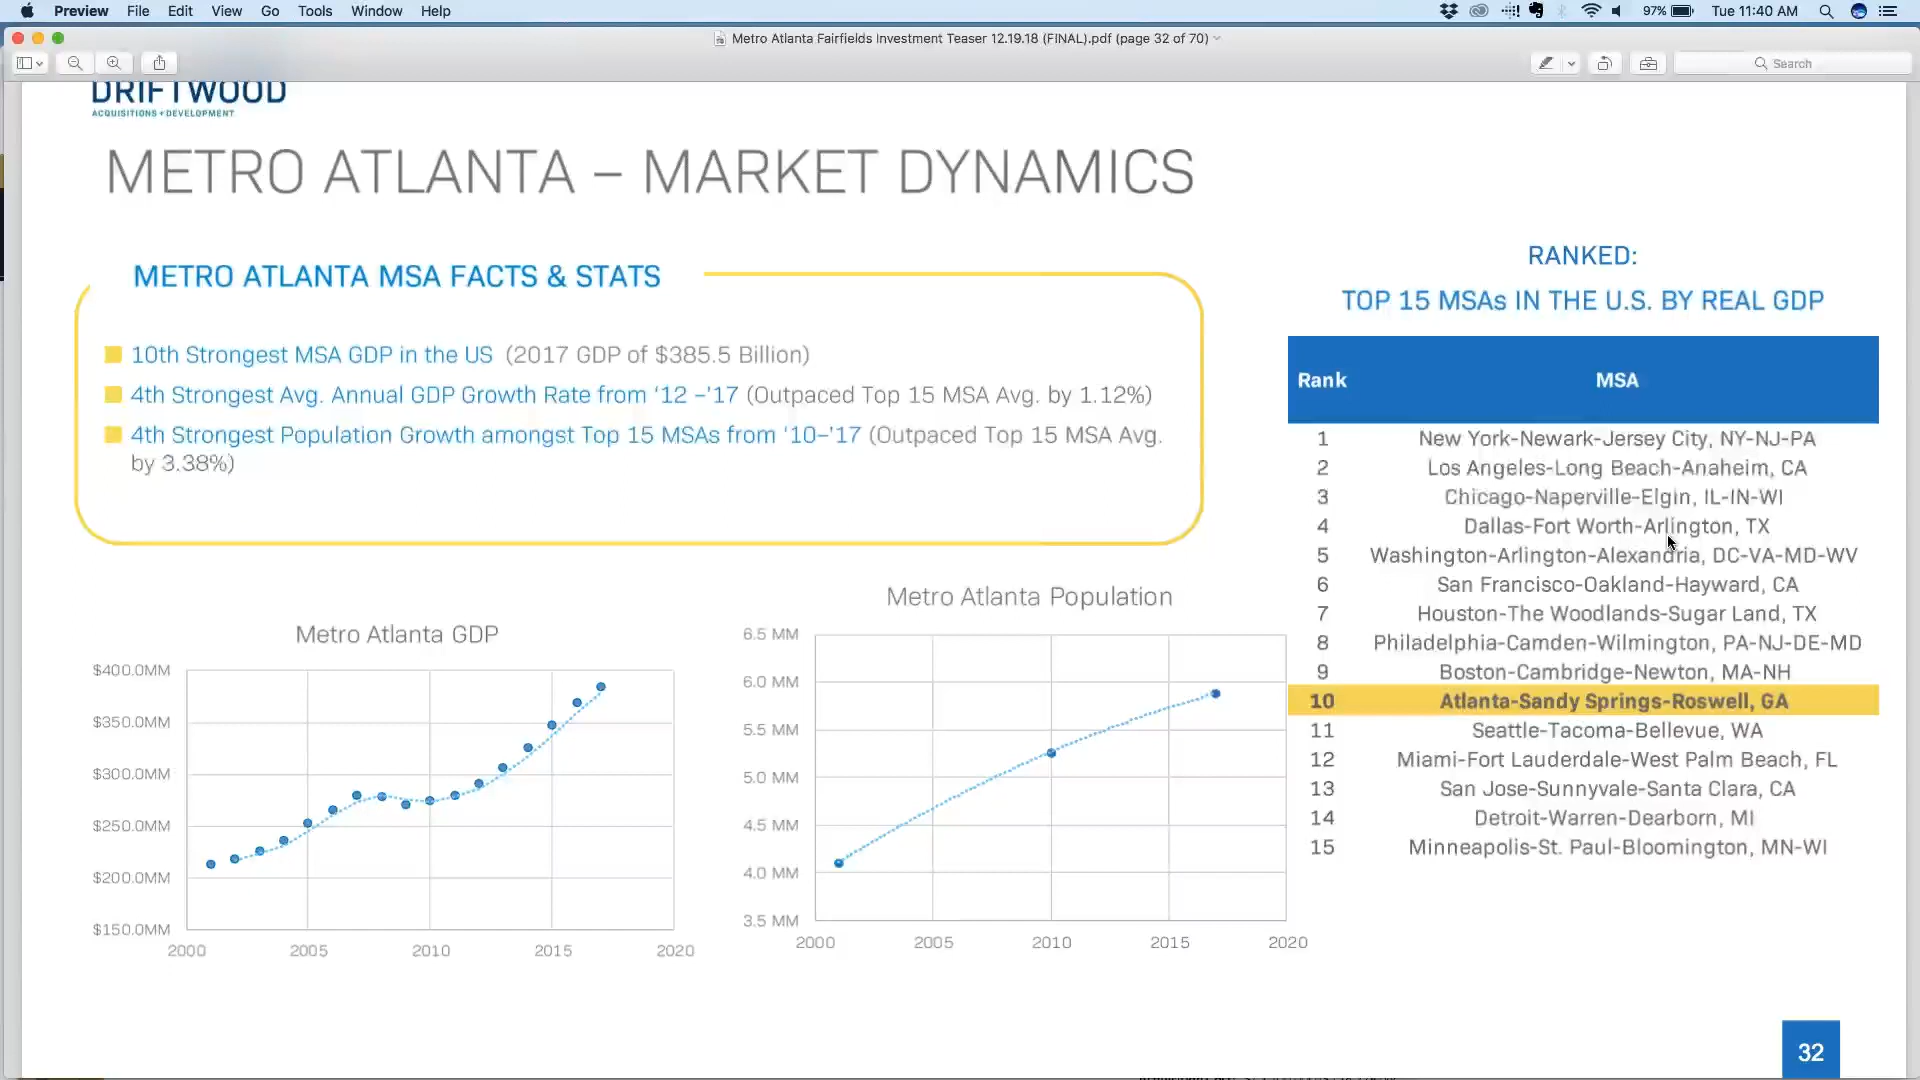 Preview File Edit View Go Tools Window Help
97% Tue 11:40 AM
Metro Atlanta Fairfields Investment Teaser 12.19.18 (FINAL).pdf (page 32 of 70)
Search
DRIFTWOOD
ACQUISITIONS + DEVELOPMENT
METRO ATLANTA – MARKET DYNAMICS
METRO ATLANTA MSA FACTS & STATS
10th Strongest MSA GDP in the US (2017 GDP of $385.5 Billion)
4th Strongest Avg. Annual GDP Growth Rate from ‘12 –’17 (Outpaced Top 15 MSA Avg. by 1.12%)
4th Strongest Population Growth amongst Top 15 MSAs from ‘10–’17 (Outpaced Top 15 MSA Avg.
by 3.38%)
Metro Atlanta GDP
$400.0MM
$350.0MM
$300.0MM
$250.0MM
$200.0MM
$150.0MM
2000 2005 2010 2015 2020
Metro Atlanta Population
6.5 MM
6.0 MM
5.5 MM
5.0 MM
4.5 MM
4.0 MM
3.5 MM
2000 2005 2010 2015 2020
RANKED:
TOP 15 MSAs IN THE U.S. BY REAL GDP
Rank MSA
1 New York-Newark-Jersey City, NY-NJ-PA
2 Los Angeles-Long Beach-Anaheim, CA
3 Chicago-Naperville-Elgin, IL-IN-WI
4 Dallas-Fort Worth-Arlington, TX
5 Washington-Arlington-Alexandria, DC-VA-MD-WV
6 San Francisco-Oakland-Hayward, CA
7 Houston-The Woodlands-Sugar Land, TX
8 Philadelphia-Camden-Wilmington, PA-NJ-DE-MD
9 Boston-Cambridge-Newton, MA-NH
10 Atlanta-Sandy Springs-Roswell, GA
11 Seattle-Tacoma-Bellevue, WA
12 Miami-Fort Lauderdale-West Palm Beach, FL
13 San Jose-Sunnyvale-Santa Clara, CA
14 Detroit-Warren-Dearborn, MI
15 Minneapolis-St. Paul-Bloomington, MN-WI
32